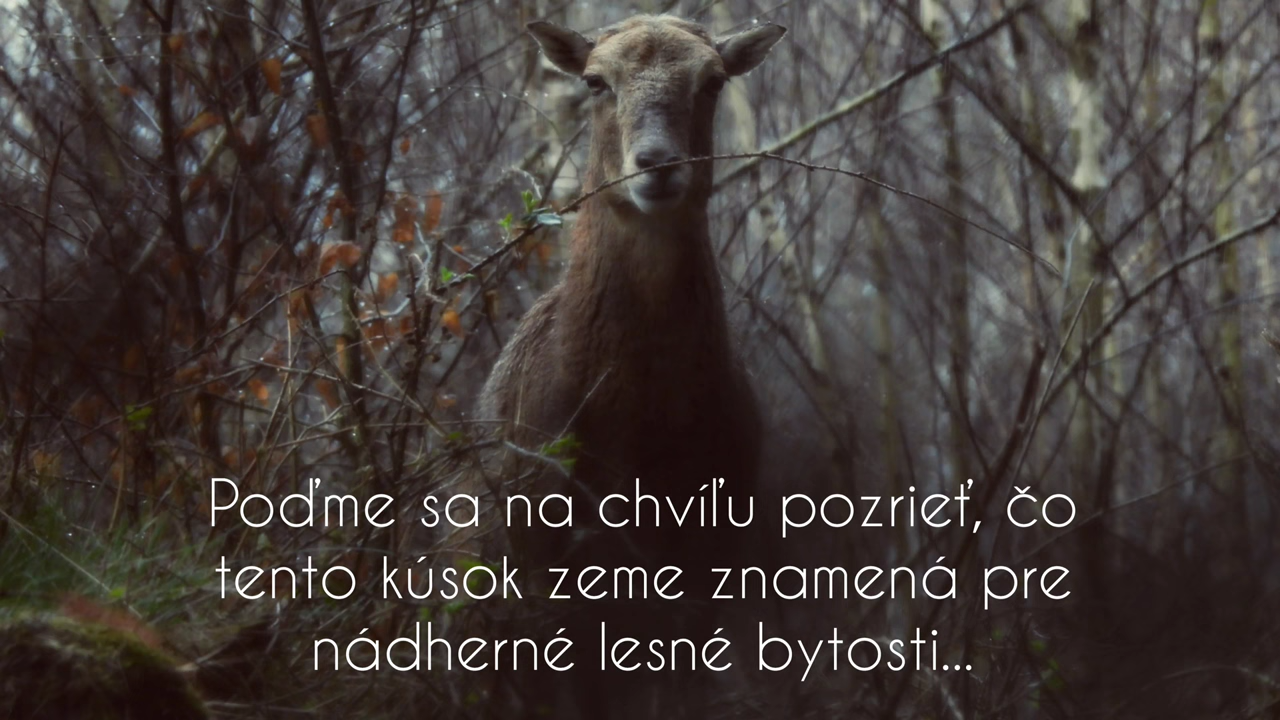 Poďme sa na chvíľu pozrieť, čo
tento kúsok zeme znamená pre
nádherné lesné bytosti...